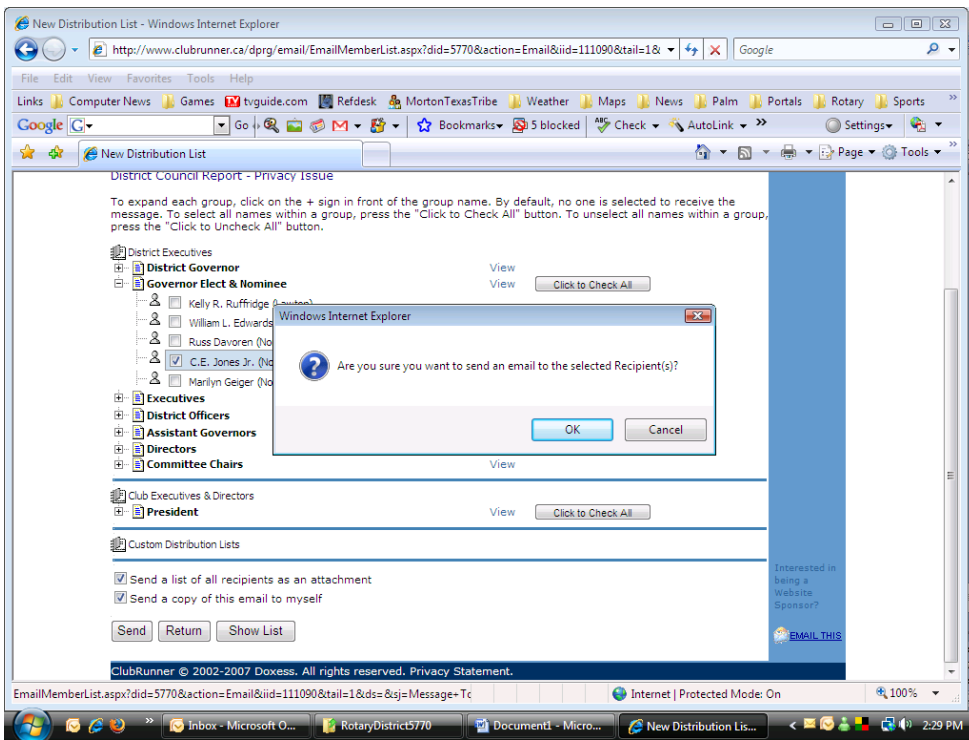 New Distribution List - Windows Internet Explorer
http://www.clubrunner.ca/dprg/email/EmailMemberList.aspx?did=5770&action=Email&iid=111090&tail=1&
Google
File Edit View Favorites Tools Help
Links Computer News Games tvguide.com Refdesk MortonTexasTribe Weather Maps News Palm Portals Rotary Sports »
Google G Go Bookmarks 5 blocked ABC Check AutoLink » Settings
New Distribution List Page Tools »
District Council Report - Privacy Issue
To expand each group, click on the + sign in front of the group name. By default, no one is selected to receive the
message. To select all names within a group, press the "Click to Check All" button. To unselect all names within a group,
press the "Click to Uncheck All" button.
District Executives
District Governor View
Governor Elect & Nominee View Click to Check All
Kelly R. Ruffridge (Lawton)
William L. Edwards
Russ Davoren (No
C.E. Jones Jr. (No
Marilyn Geiger (No
Windows Internet Explorer
Are you sure you want to send an email to the selected Recipient(s)?
OK Cancel
Executives
District Officers
Assistant Governors
Directors
Committee Chairs View
Club Executives & Directors
President View Click to Check All
Custom Distribution Lists
Send a list of all recipients as an attachment
Send a copy of this email to myself
Send Return Show List
Interested in
being a
Website
Sponsor?
EMAIL THIS
ClubRunner © 2002-2007 Doxess. All rights reserved. Privacy Statement.
EmailMemberList.aspx?did=5770&action=Email&iid=111090&tail=1&ds=&sj=Message+Tc Internet | Protected Mode: On 100%
» Inbox - Microsoft O... RotaryDistrict5770 Document1 - Micro... New Distribution Lis... < 2:29 PM